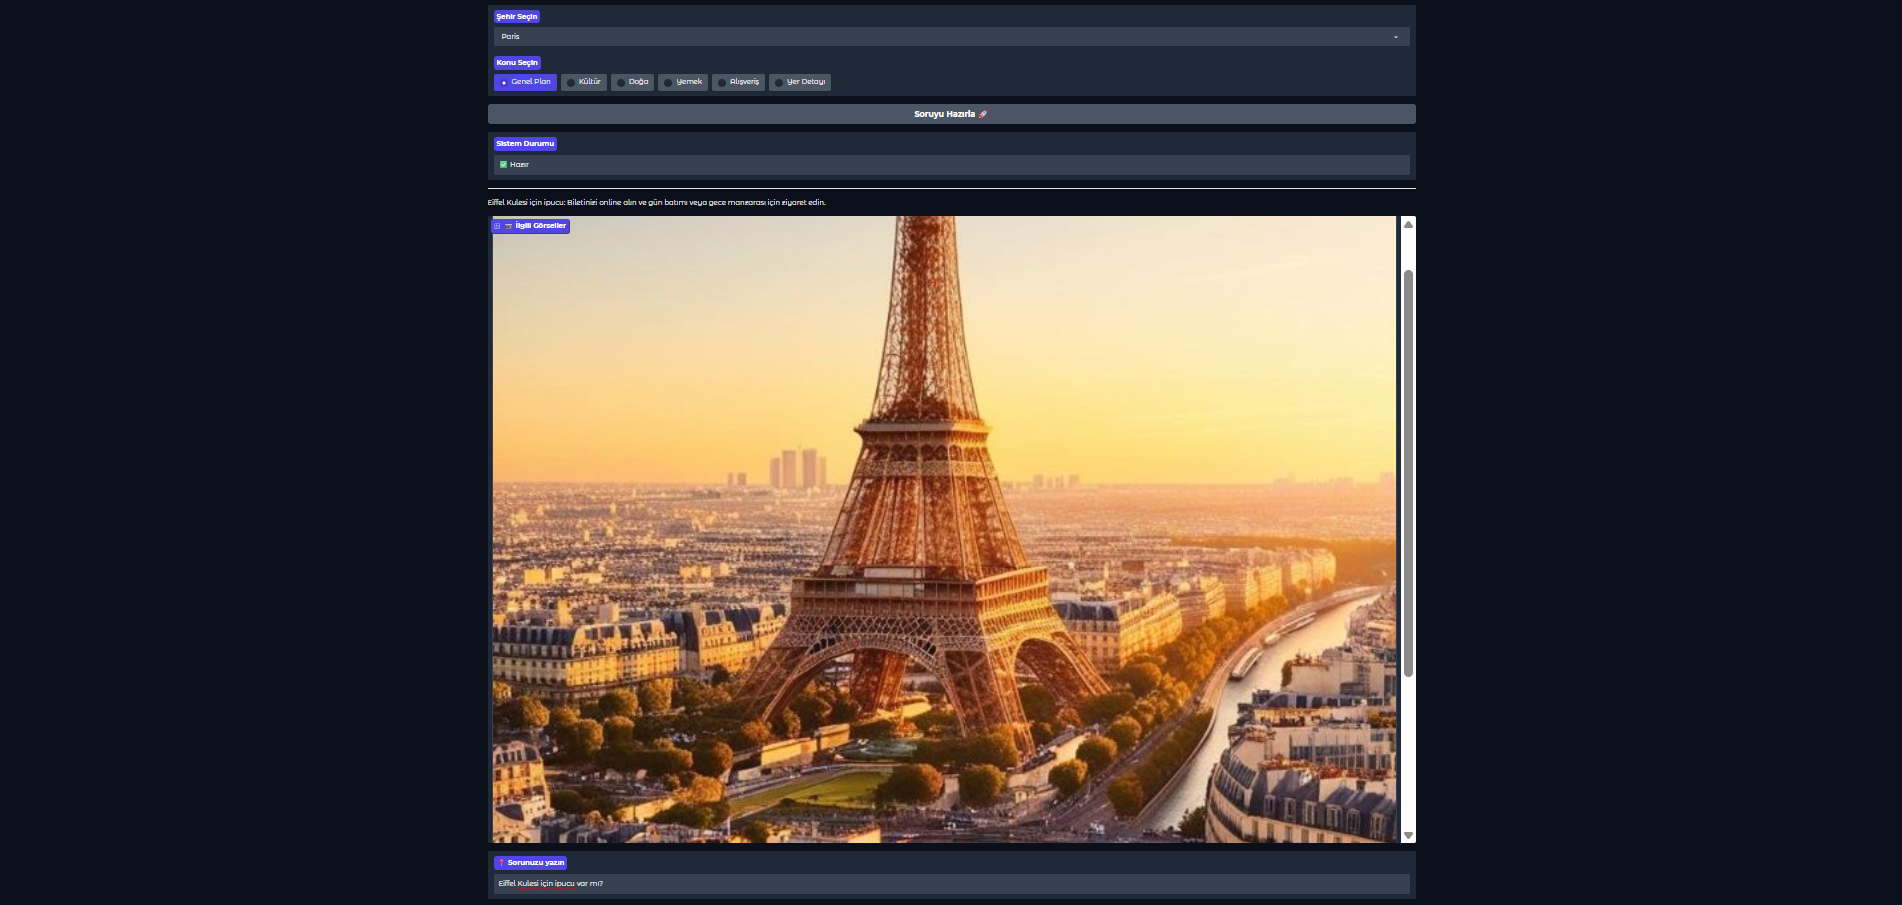 Şehir Seçin
Paris
Konu Seçin
Genel Plan Kültür Doğa Yemek Alışveriş Yer Detayı
Soruyu Hazırla 🚀
Sistem Durumu
✅ Hazır
Eiffel Kulesi için ipucu: Biletinizi online alın ve gün batımı veya gece manzarası için ziyaret edin.
İlgili Görseller
📍 Sorunuzu yazın
Eiffel Kulesi için ipucu var mı?